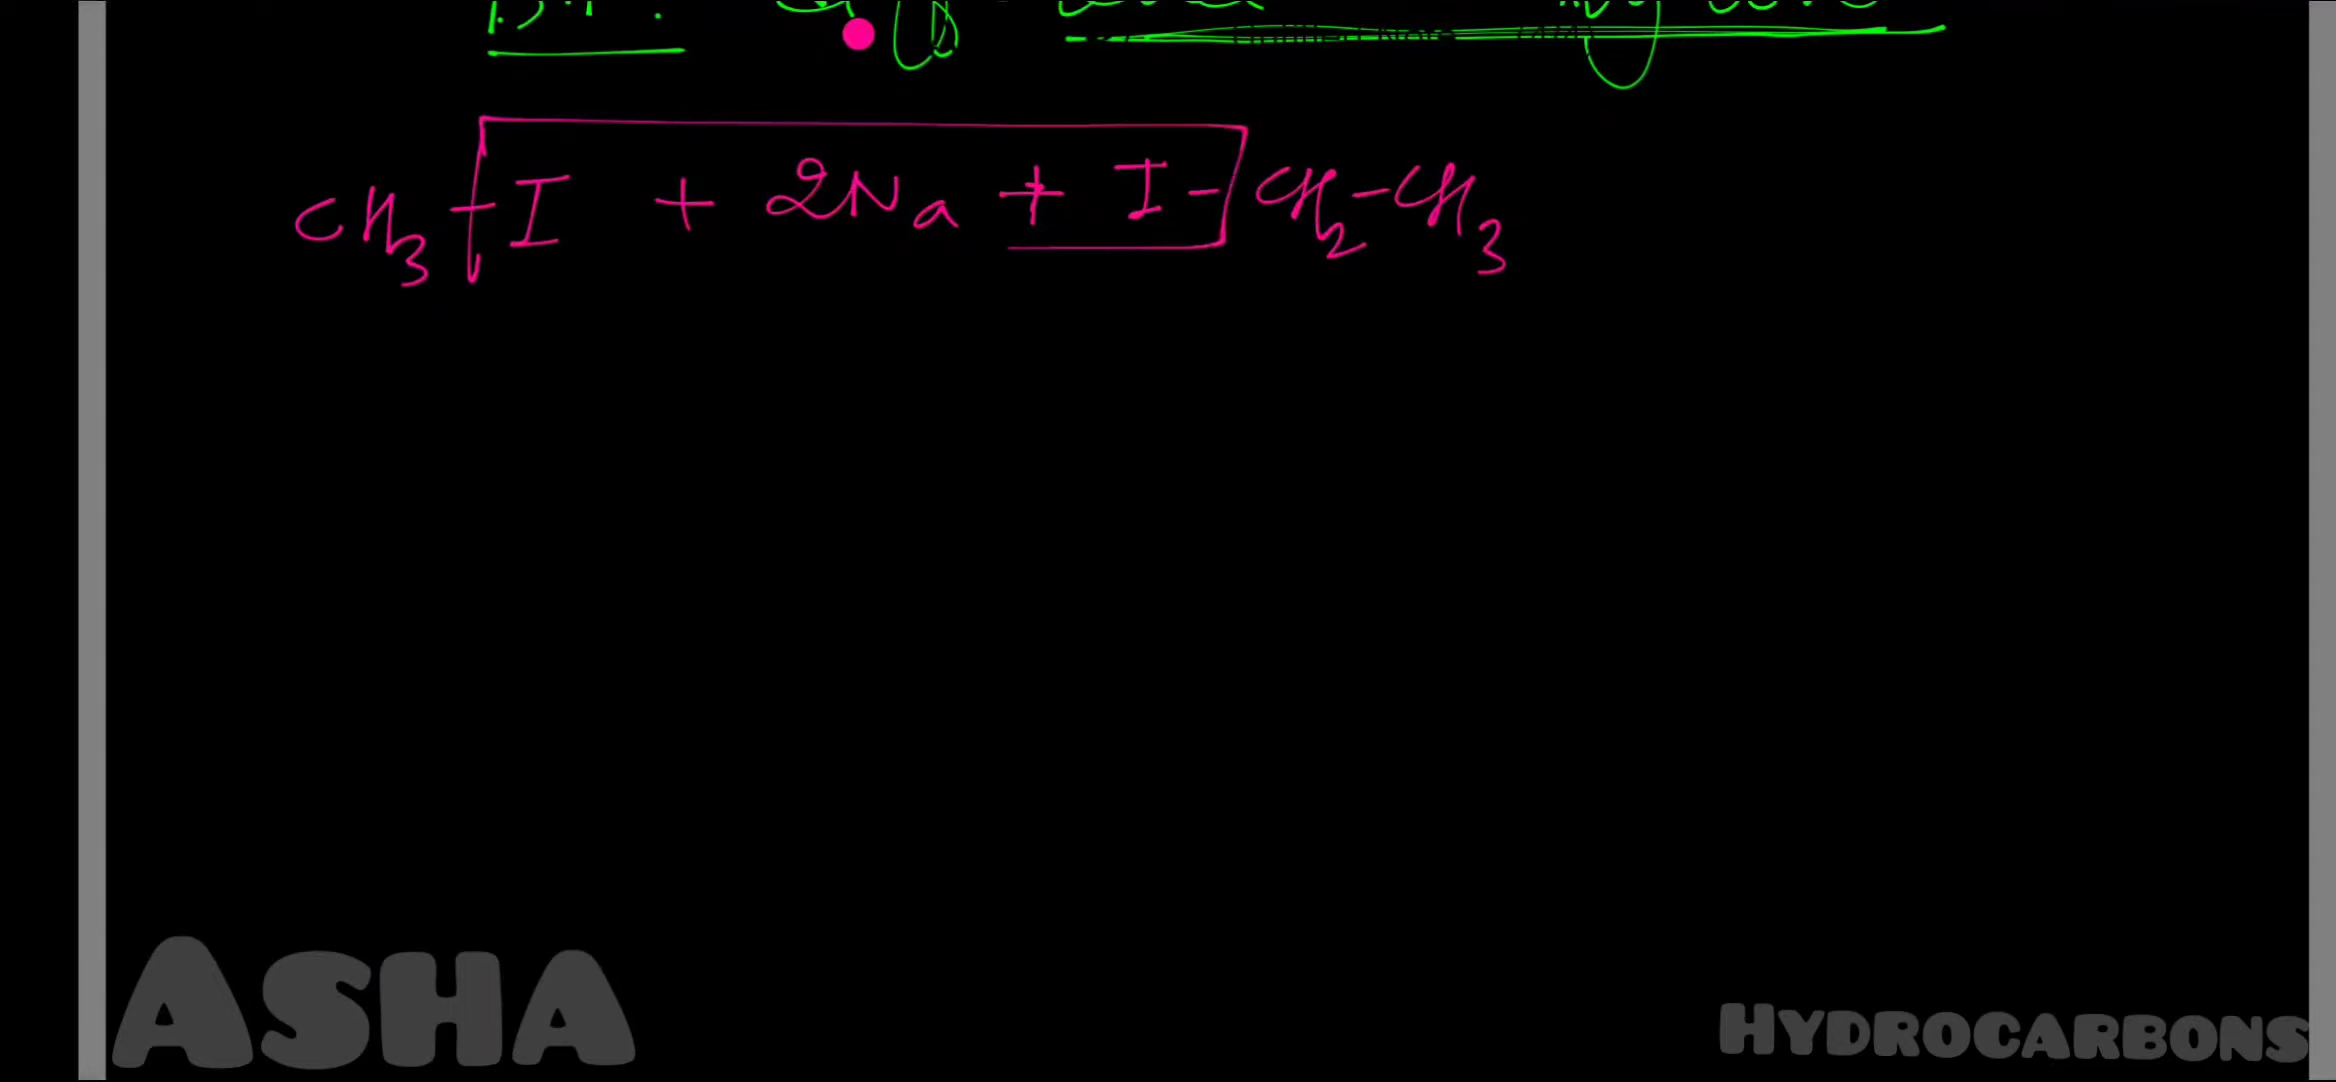 CH3-I + 2Na + I-CH2-CH3
ASHA
HYDROCARBONS